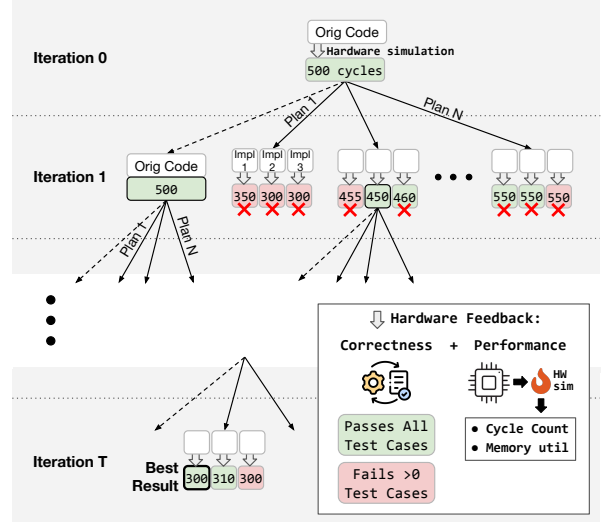 Orig Code
Hardware simulation
Iteration 0
500 cycles
Plan 1
Plan N
Orig Code
Impl 1
Impl 2
Impl 3
Iteration 1
500
350 300 300
455 450 460
550 550 550
Plan 1
Plan N
Hardware Feedback:
Correctness + Performance
HW sim
Passes All
Test Cases
• Cycle Count
• Memory util
Fails >0
Test Cases
Iteration T
Best
Result
300 310 300